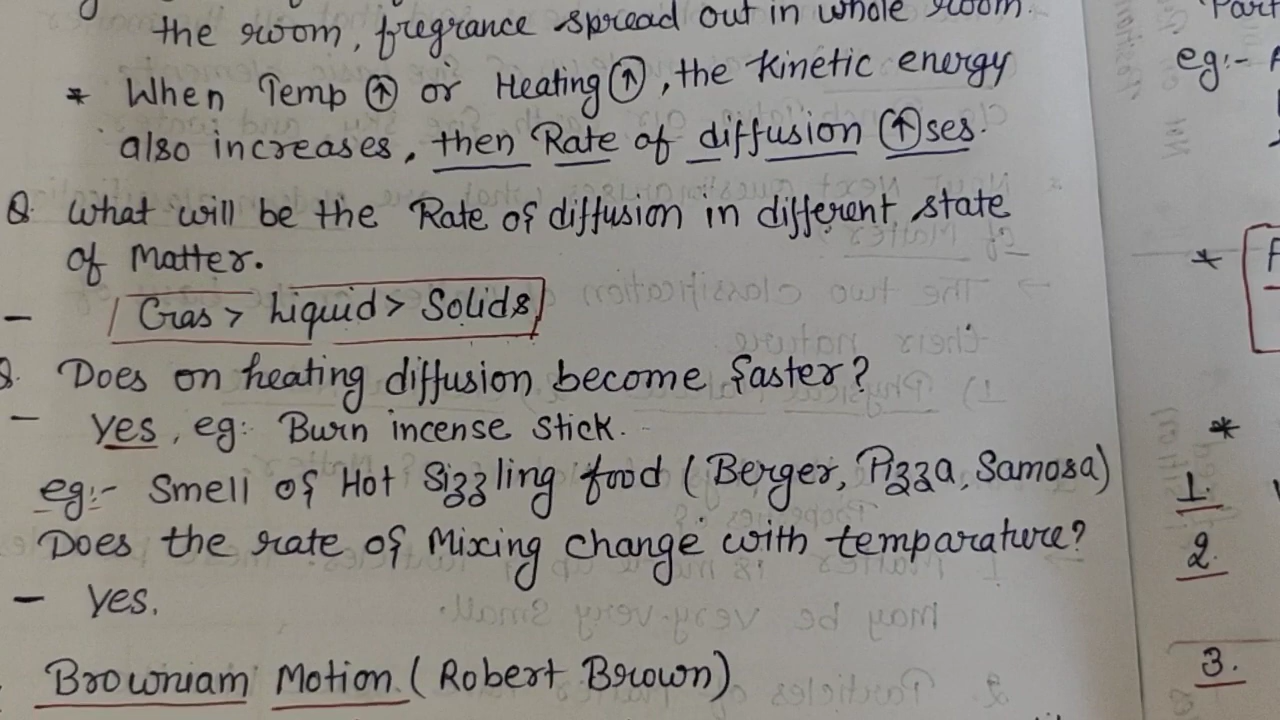 the room, fregrance spread out in whole room.
* When Temp ↑ or Heating ↑, the kinetic energy
also increases, then Rate of diffusion ↑ses.
Q. What will be the Rate of diffusion in different state
of Matter.
- Gas > Liquid > Solids
Q. Does on heating diffusion become faster?
- Yes, eg: Burn incense stick.
eg:- Smell of Hot Sizzling food (Berger, Pizza, Samosa)
Does the rate of Mixing change with temparature?
- Yes.
Browniam Motion (Robert Brown)
Part
eg:-
*
*
1.
2.
3.